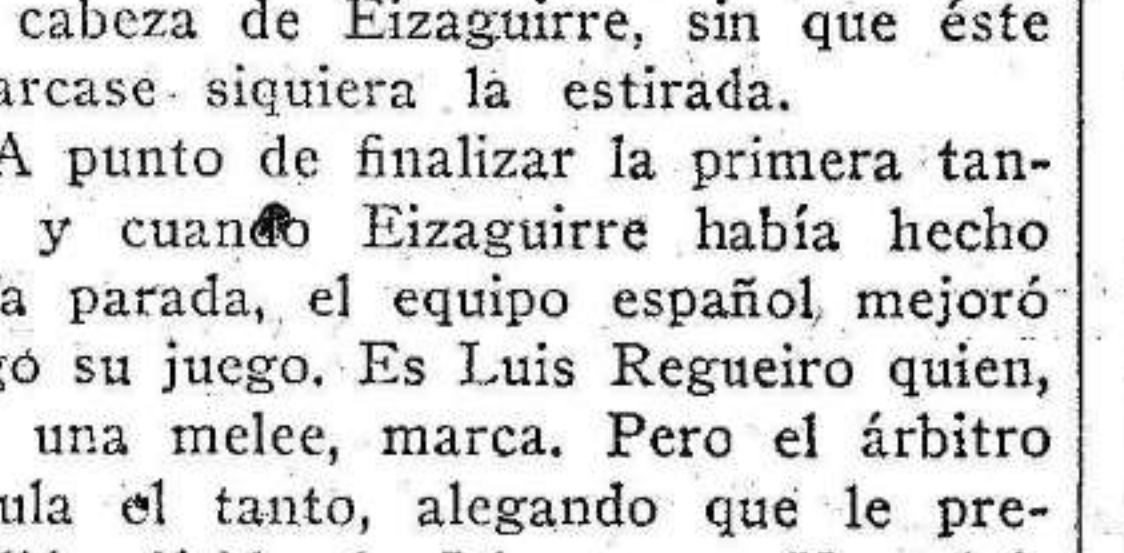 cabeza de Eizaguirre, sin que éste
arcase siquiera la estirada.
A punto de finalizar la primera tan-
y cuando Eizaguirre había hecho
a parada, el equipo español, mejoró
gó su juego. Es Luis Regueiro quien,
una melee, marca. Pero el árbitro
ula el tanto, alegando que le pre-